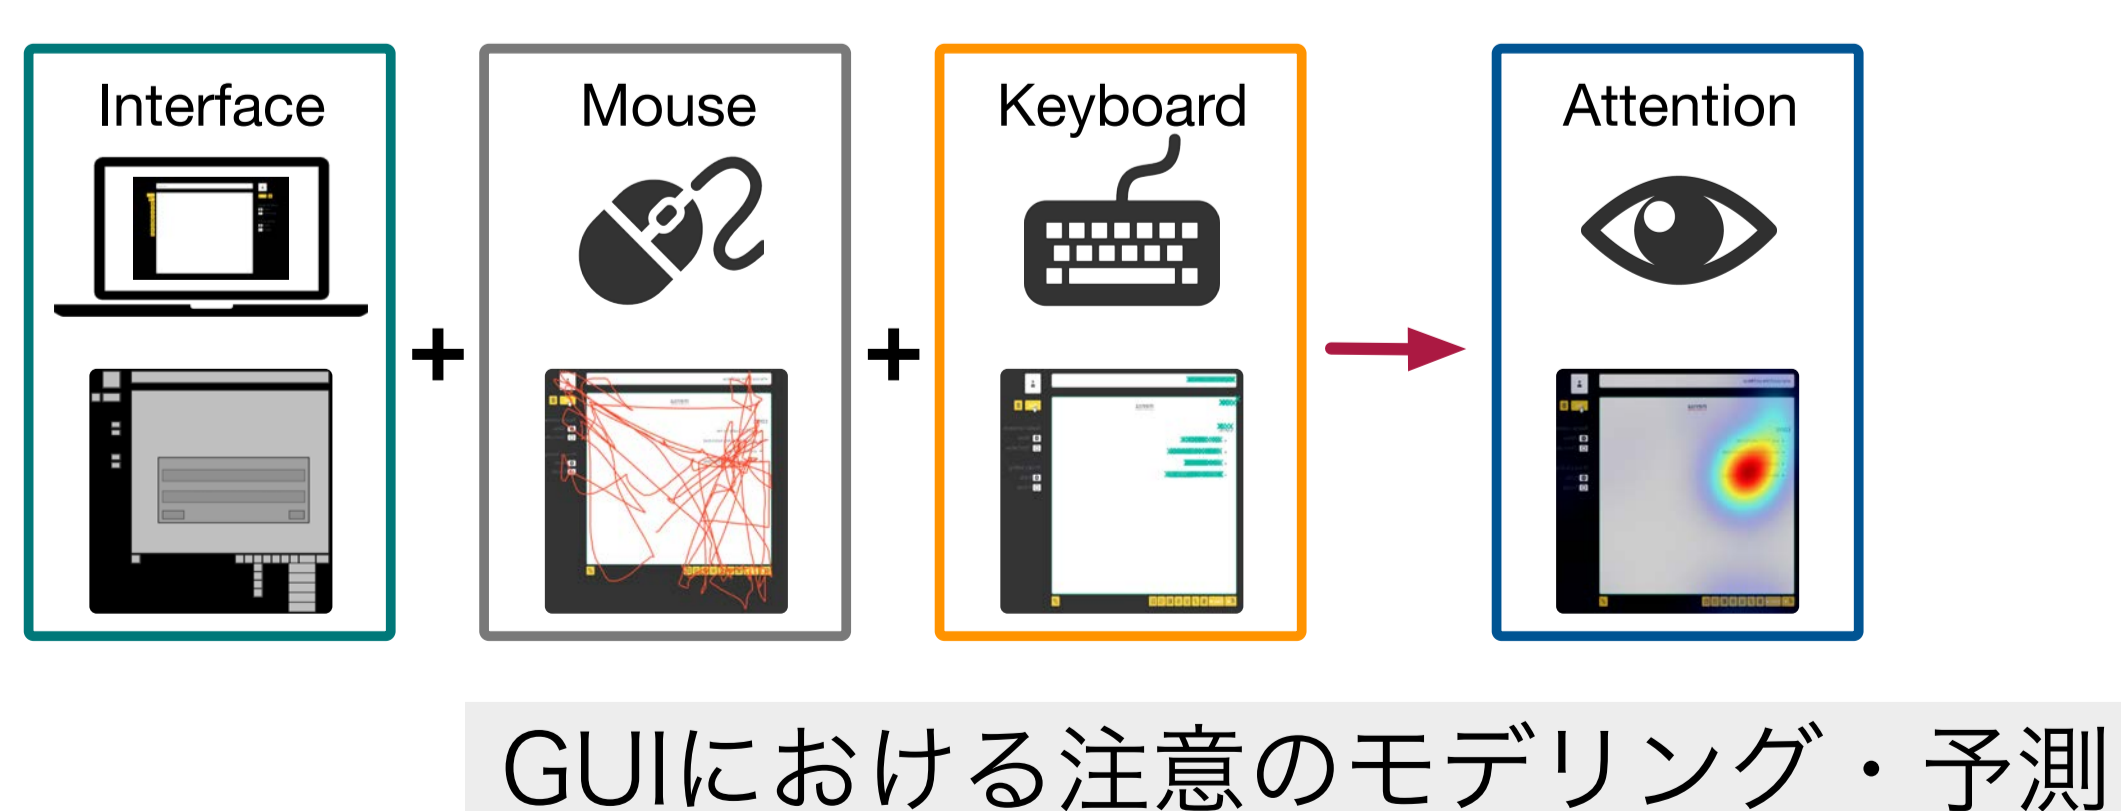 Interface
Mouse
Keyboard
Attention
+
+
GUIにおける注意のモデリング・予測